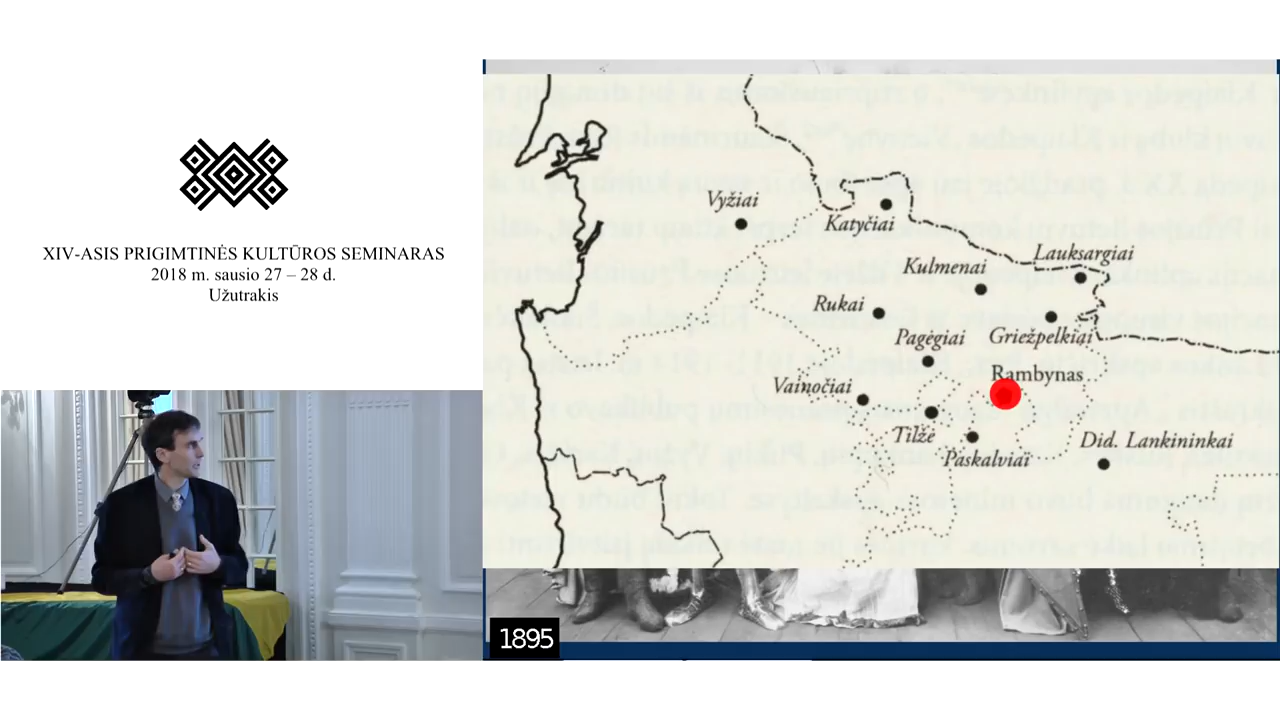 XIV-ASIS PRIGIMTINĖS KULTŪROS SEMINARAS
2018 m. sausio 27 – 28 d.
Užutrakis
Vyžiai
Katyčiai
Lauksargiai
Kulmenai
Rukai
Pagėgiai
Griežpelkiai
Rambynas
Vainočiai
Tilžė
Paskalviai
Did. Lankininkai
1895